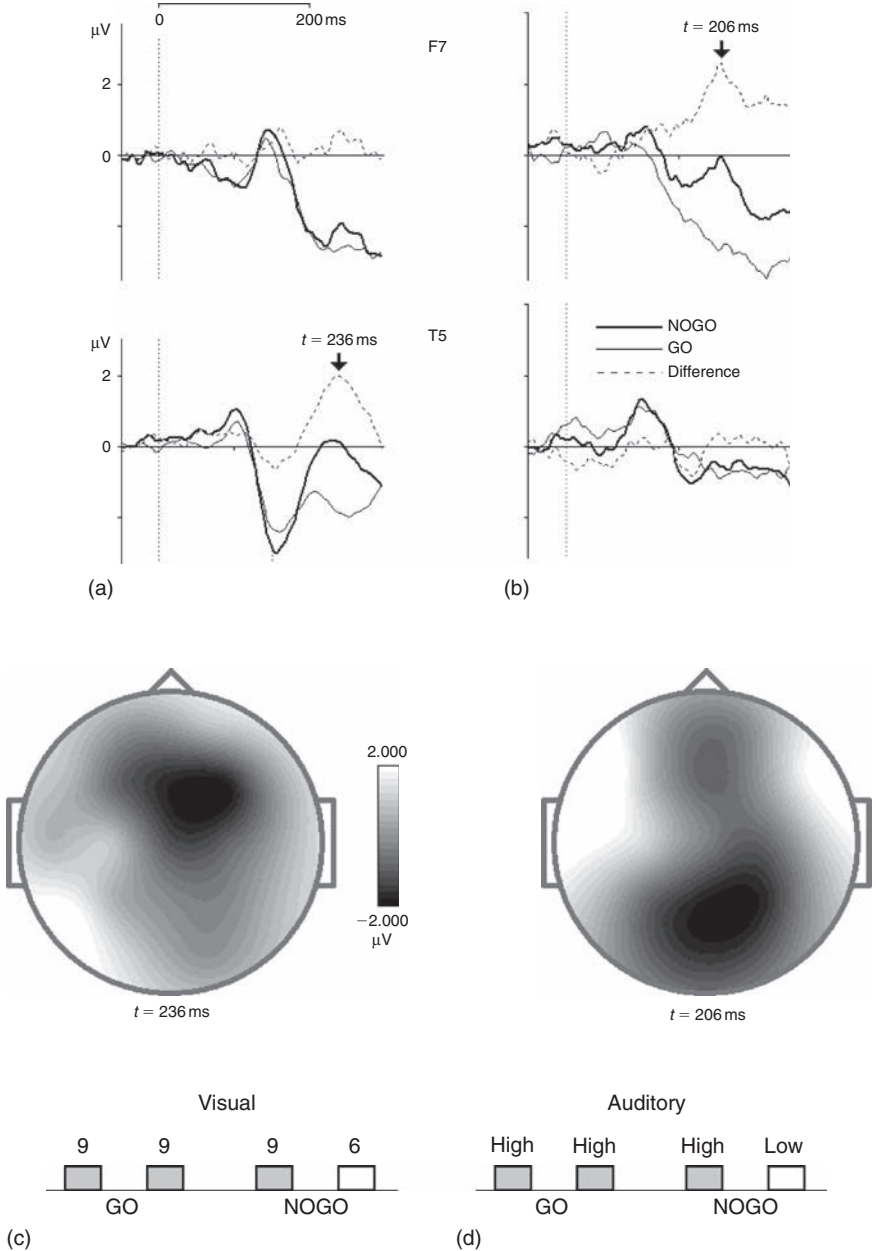 0 200 ms
μV F7 t = 206 ms
2
0
μV t = 236 ms T5 NOGO
GO
2 Difference
0
(a) (b)
2.000
−2.000
μV
t = 236 ms t = 206 ms
Visual Auditory
9 9 9 6 High High High Low
GO NOGO GO NOGO
(c) (d)